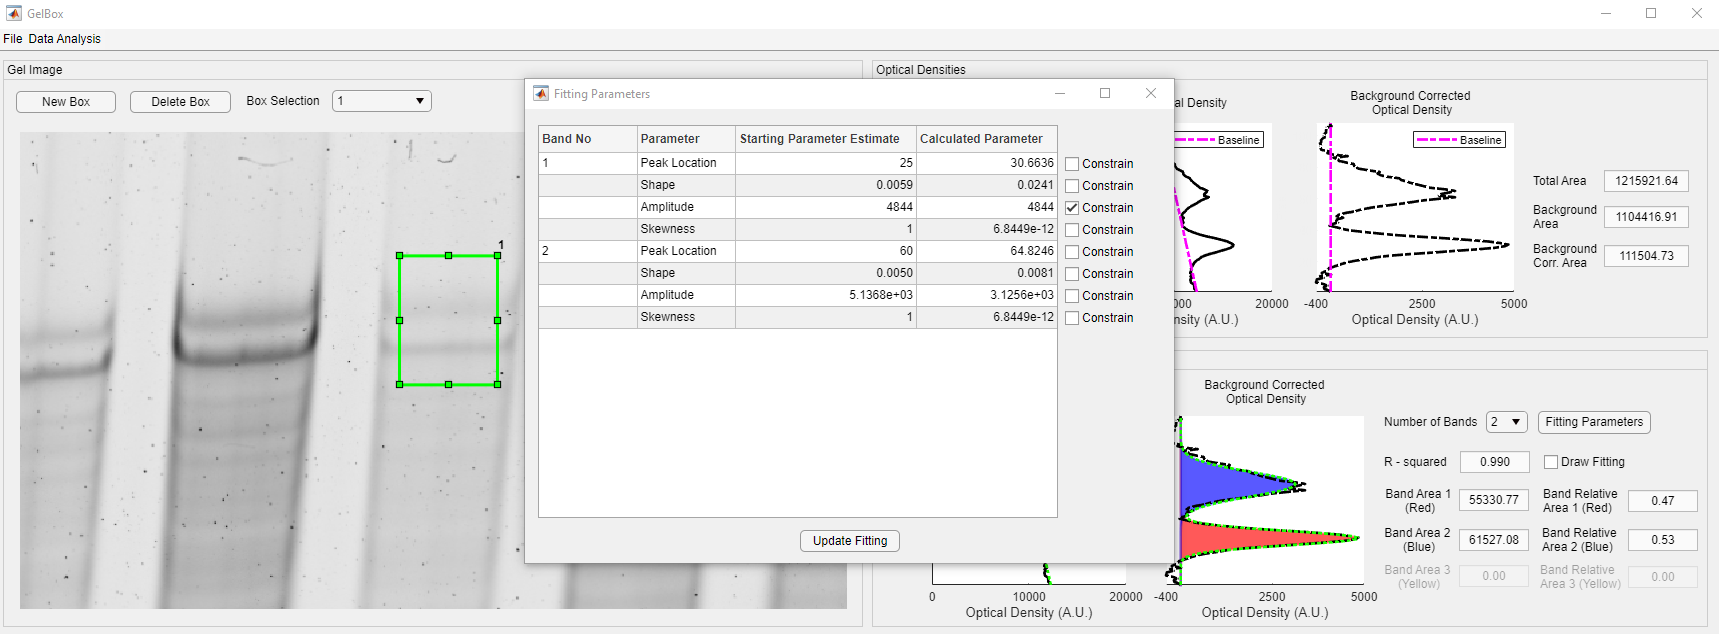 GelBox
File Data Analysis
Gel Image
New Box
Delete Box
Box Selection
1
1
Fitting Parameters
Band No Parameter Starting Parameter Estimate Calculated Parameter
1 Peak Location 25 30.6636 Constrain
Shape 0.0059 0.0241 Constrain
Amplitude 4844 4844 Constrain
Skewness 1 6.8449e-12 Constrain
2 Peak Location 60 64.8246 Constrain
Shape 0.0050 0.0081 Constrain
Amplitude 5.1368e+03 3.1256e+03 Constrain
Skewness 1 6.8449e-12 Constrain
Update Fitting
Optical Densities
al Density
Baseline
000 20000
nsity (A.U.)
Background Corrected
Optical Density
Baseline
-400 2500 5000
Optical Density (A.U.)
Total Area 1215921.64
Background
Area 1104416.91
Background
Corr. Area 111504.73
0 10000 20000
Optical Density (A.U.)
Background Corrected
Optical Density
-400 2500 5000
Optical Density (A.U.)
Number of Bands 2 Fitting Parameters
R - squared 0.990 Draw Fitting
Band Area 1
(Red) 55330.77
Band Relative
Area 1 (Red) 0.47
Band Area 2
(Blue) 61527.08
Band Relative
Area 2 (Blue) 0.53
Band Area 3
(Yellow) 0.00
Band Relative
Area 3 (Yellow) 0.00